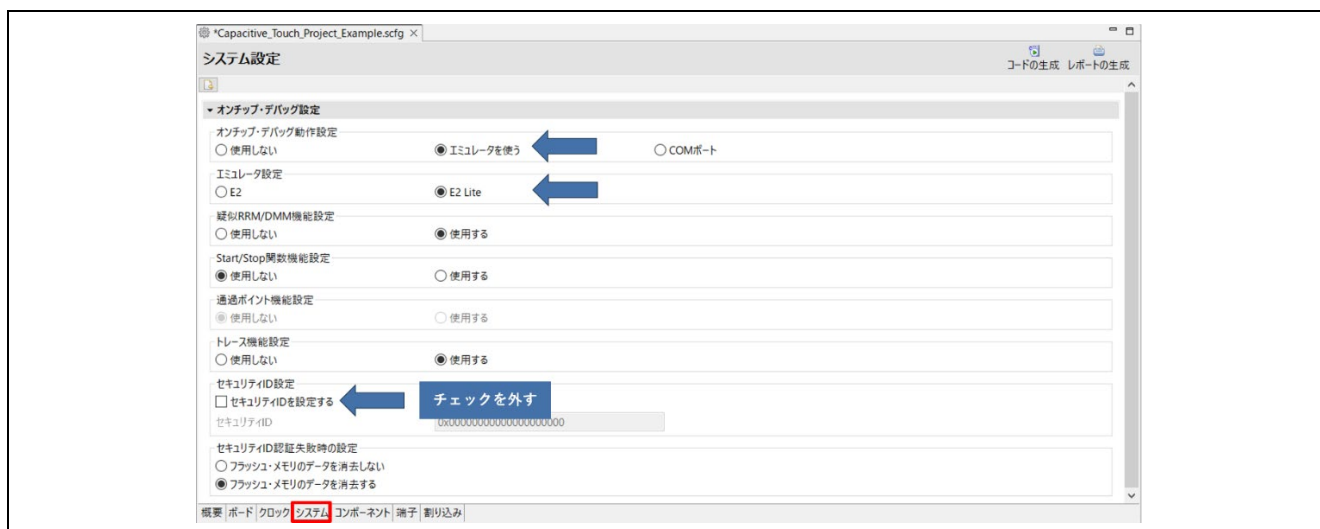 *Capacitive_Touch_Project_Example.scfg
システム設定
コードの生成 レポートの生成
オンチップ・デバッグ設定
オンチップ・デバッグ動作設定
使用しない エミュレータを使う COMポート
エミュレータ設定
E2 E2 Lite
疑似RRM/DMM機能設定
使用しない 使用する
Start/Stop関数機能設定
使用しない 使用する
通過ポイント機能設定
使用しない 使用する
トレース機能設定
使用しない 使用する
セキュリティID設定
セキュリティIDを設定する チェックを外す
セキュリティID 0x00000000000000000000
セキュリティID認証失敗時の設定
フラッシュ・メモリのデータを消去しない
フラッシュ・メモリのデータを消去する
概要 ボード クロック システム コンポーネント 端子 割り込み